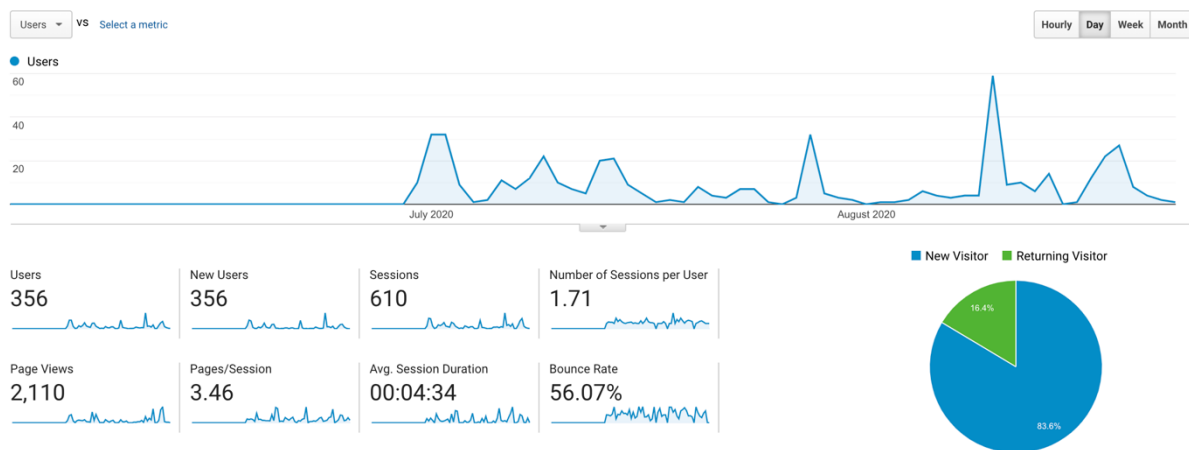 Users vs Select a metric Hourly Day Week Month
Users
60
40
20
July 2020 August 2020
New Visitor Returning Visitor
Users New Users Sessions Number of Sessions per User
356 356 610 1.71
16.4%
Page Views Pages/Session Avg. Session Duration Bounce Rate
2,110 3.46 00:04:34 56.07%
83.6%